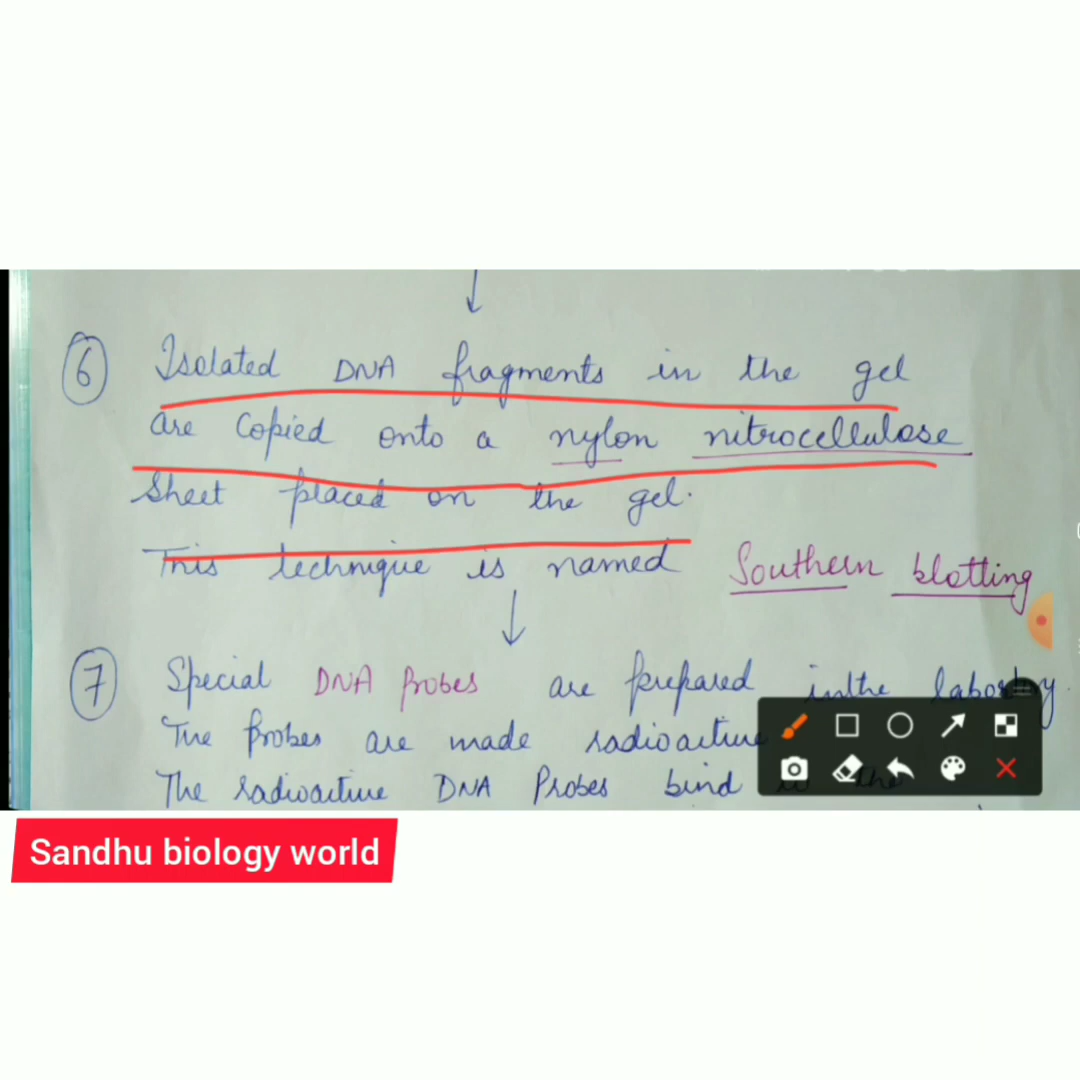 6 Isolated DNA fragments in the gel
are copied onto a nylon nitrocellulose
sheet placed on the gel.
This technique is named Southern blotting
7 Special DNA Probes are prepared in the
The Probes are made radioactive
The radioactive DNA Probes bind
Sandhu biology world